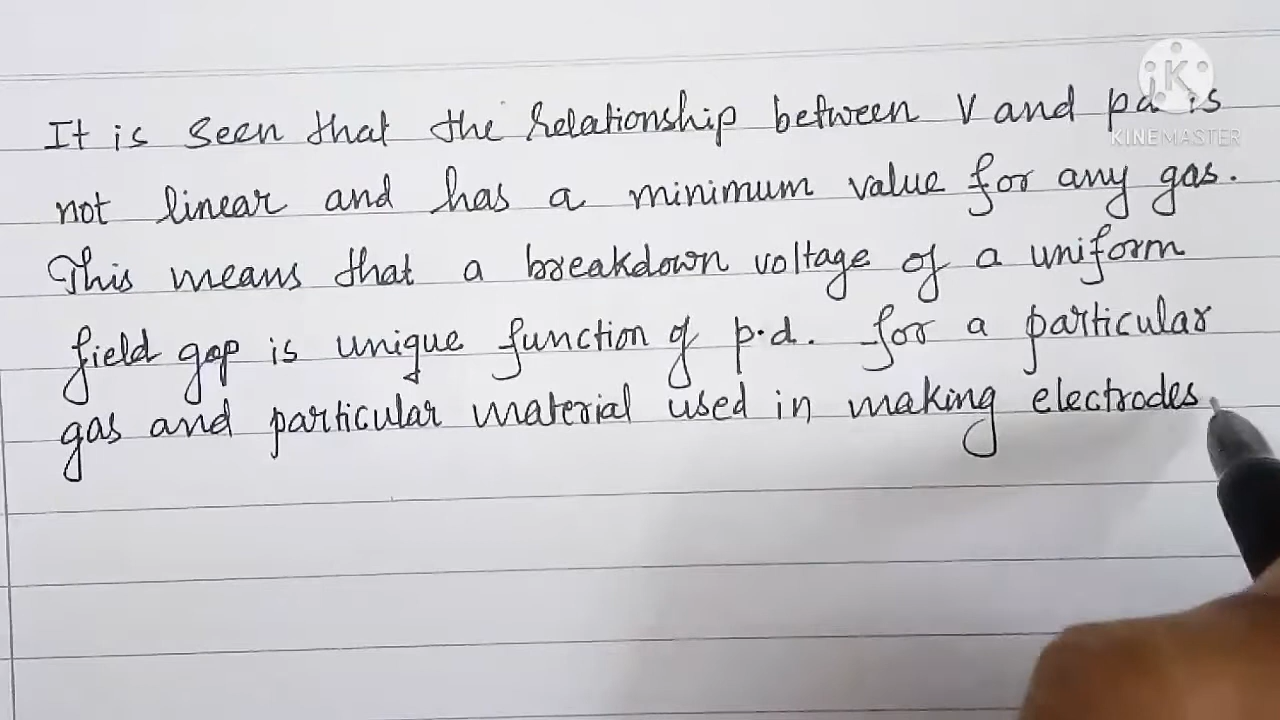 It is seen that the relationship between V and pd is
not linear and has a minimum value for any gas.
This means that a breakdown voltage of a uniform
field gap is unique function of p.d. for a particular
gas and particular material used in making electrodes.
K
KINEMASTER